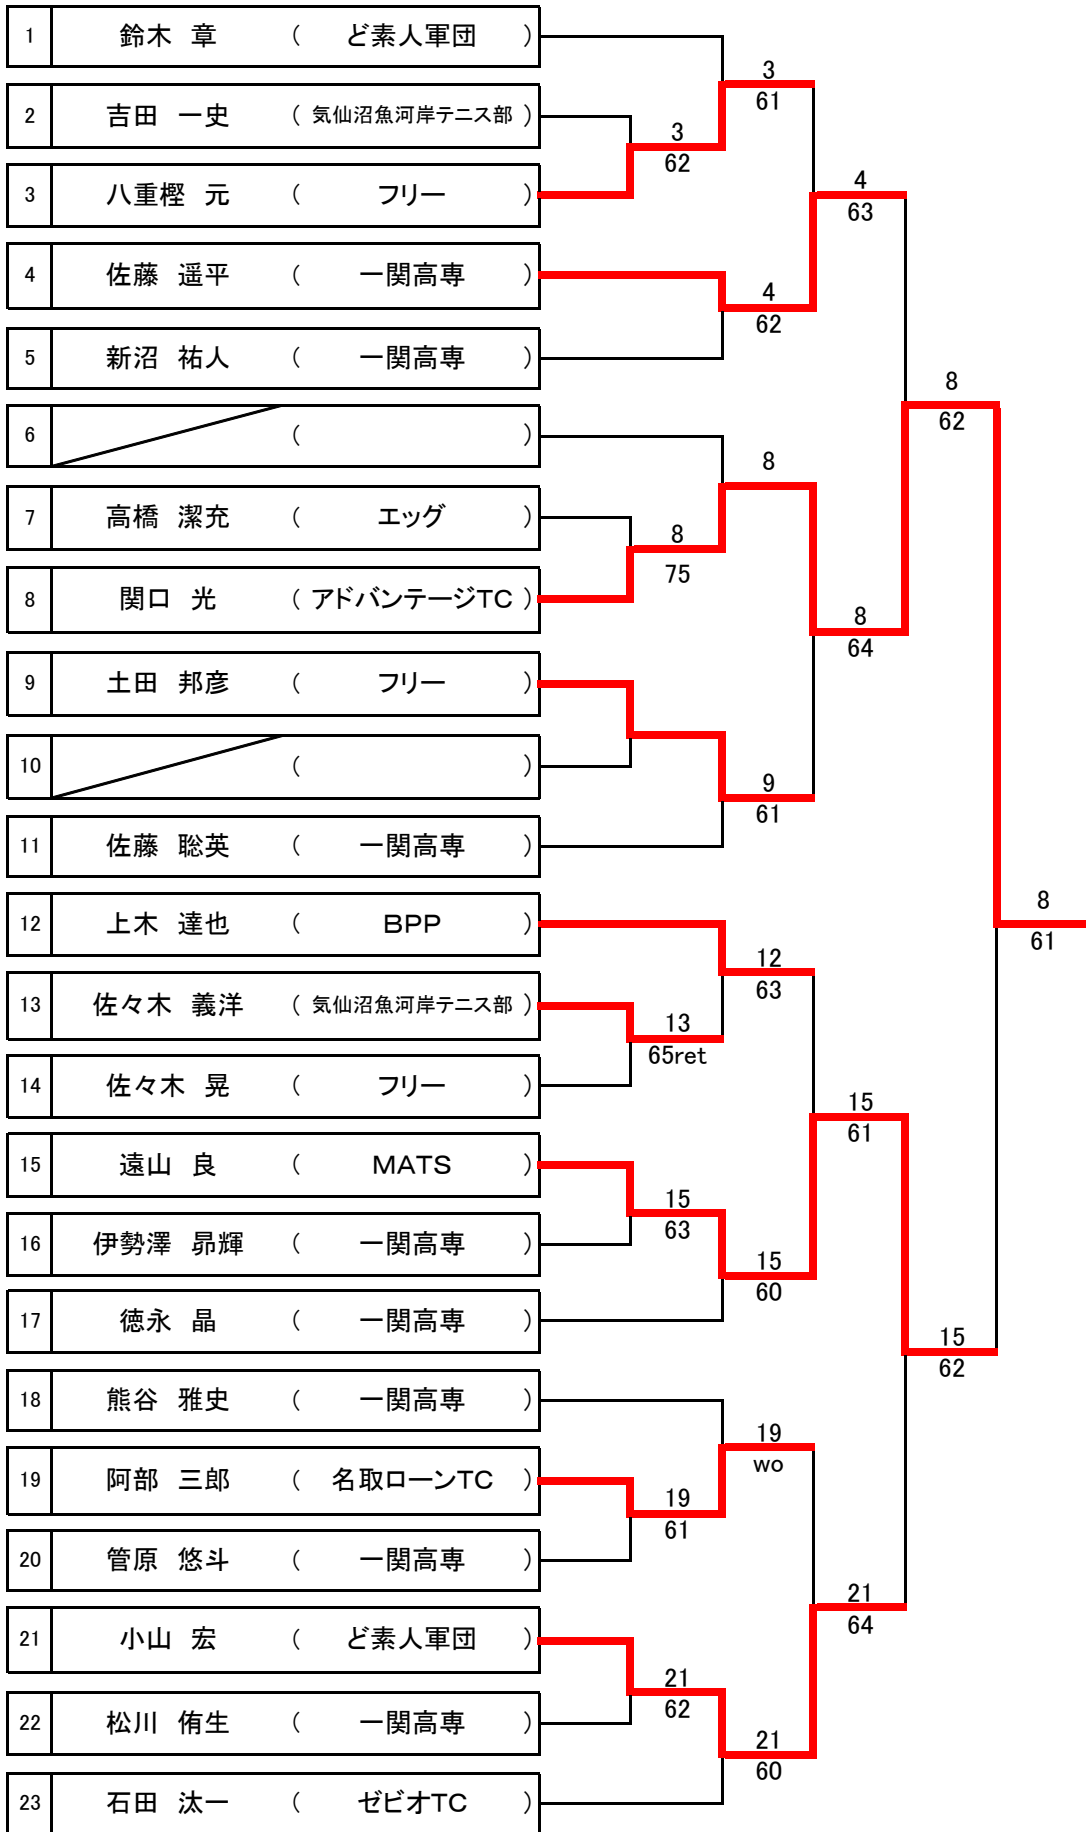 1 鈴木 章 ( ど素人軍団 )
3
61
2 吉田 一史 ( 気仙沼魚河岸テニス部 )
3
62
3 八重樫 元 ( フリー )
4
63
4 佐藤 遥平 ( 一関高専 )
4
62
5 新沼 祐人 ( 一関高専 )
8
62
6 ( )
8
7 高橋 潔充 ( エッグ )
8
75
8 関口 光 ( アドバンテージTC )
8
64
9 土田 邦彦 ( フリー )
10 ( )
9
61
11 佐藤 聡英 ( 一関高専 )
8
61
12 上木 達也 ( BPP )
12
63
13 佐々木 義洋 ( 気仙沼魚河岸テニス部 )
13
65ret
14 佐々木 晃 ( フリー )
15
61
15 遠山 良 ( MATS )
15
63
16 伊勢澤 昴輝 ( 一関高専 )
15
60
17 徳永 晶 ( 一関高専 )
15
62
18 熊谷 雅史 ( 一関高専 )
19
wo
19 阿部 三郎 ( 名取ローンTC )
19
61
20 管原 悠斗 ( 一関高専 )
21
64
21 小山 宏 ( ど素人軍団 )
21
62
22 松川 侑生 ( 一関高専 )
21
60
23 石田 汰一 ( ゼビオTC )